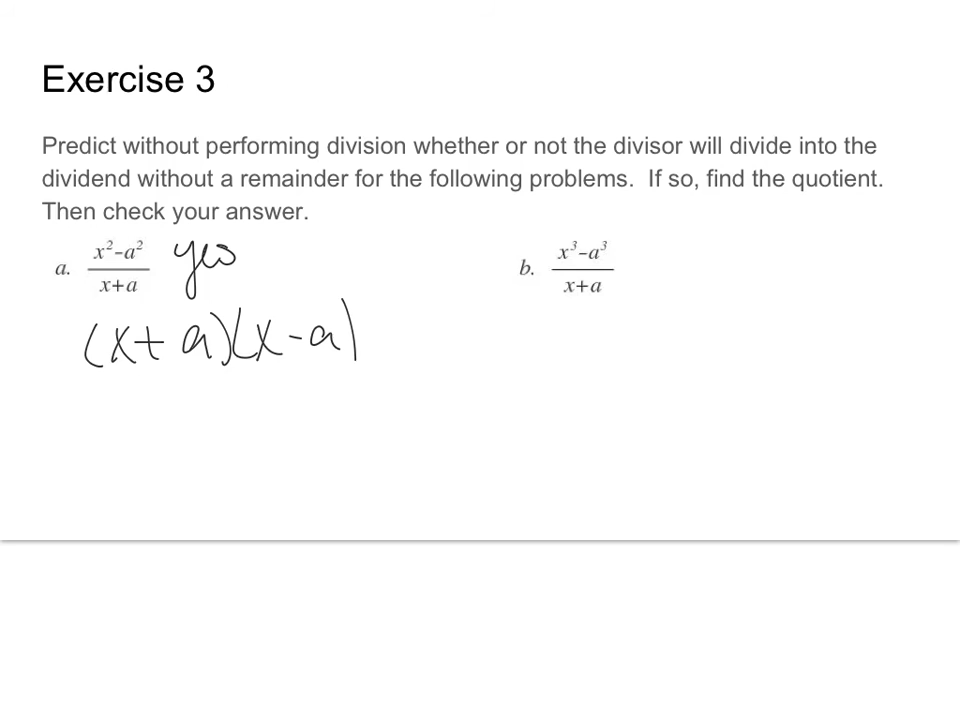 Exercise 3
Predict without performing division whether or not the divisor will divide into the
dividend without a remainder for the following problems.  If so, find the quotient.
Then check your answer.
a. x²-a² / x+a yes
(x+a)(x-a)
b. x³-a³ / x+a